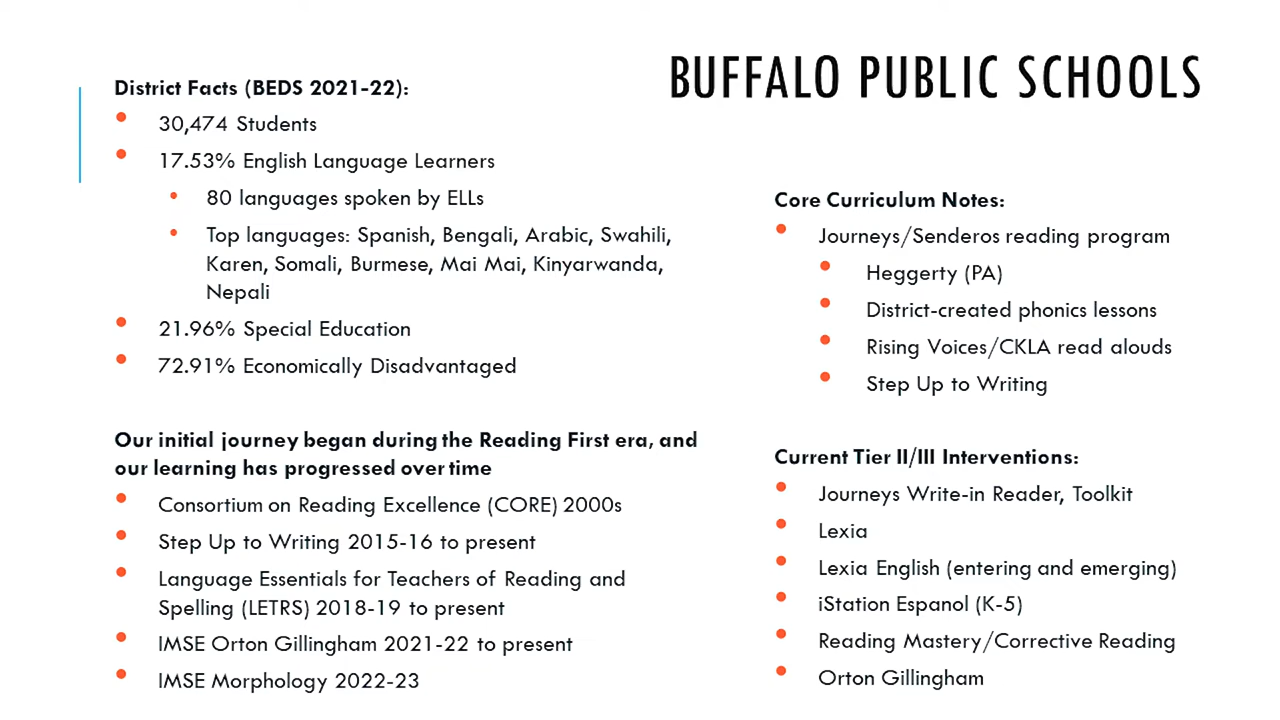 BUFFALO PUBLIC SCHOOLS
District Facts (BEDS 2021-22):
30,474 Students
17.53% English Language Learners
80 languages spoken by ELLs
Top languages: Spanish, Bengali, Arabic, Swahili,
Karen, Somali, Burmese, Mai Mai, Kinyarwanda,
Nepali
21.96% Special Education
72.91% Economically Disadvantaged
Our initial journey began during the Reading First era, and
our learning has progressed over time
Consortium on Reading Excellence (CORE) 2000s
Step Up to Writing 2015-16 to present
Language Essentials for Teachers of Reading and
Spelling (LETRS) 2018-19 to present
IMSE Orton Gillingham 2021-22 to present
IMSE Morphology 2022-23
Core Curriculum Notes:
Journeys/Senderos reading program
Heggerty (PA)
District-created phonics lessons
Rising Voices/CKLA read alouds
Step Up to Writing
Current Tier II/III Interventions:
Journeys Write-in Reader, Toolkit
Lexia
Lexia English (entering and emerging)
iStation Espanol (K-5)
Reading Mastery/Corrective Reading
Orton Gillingham